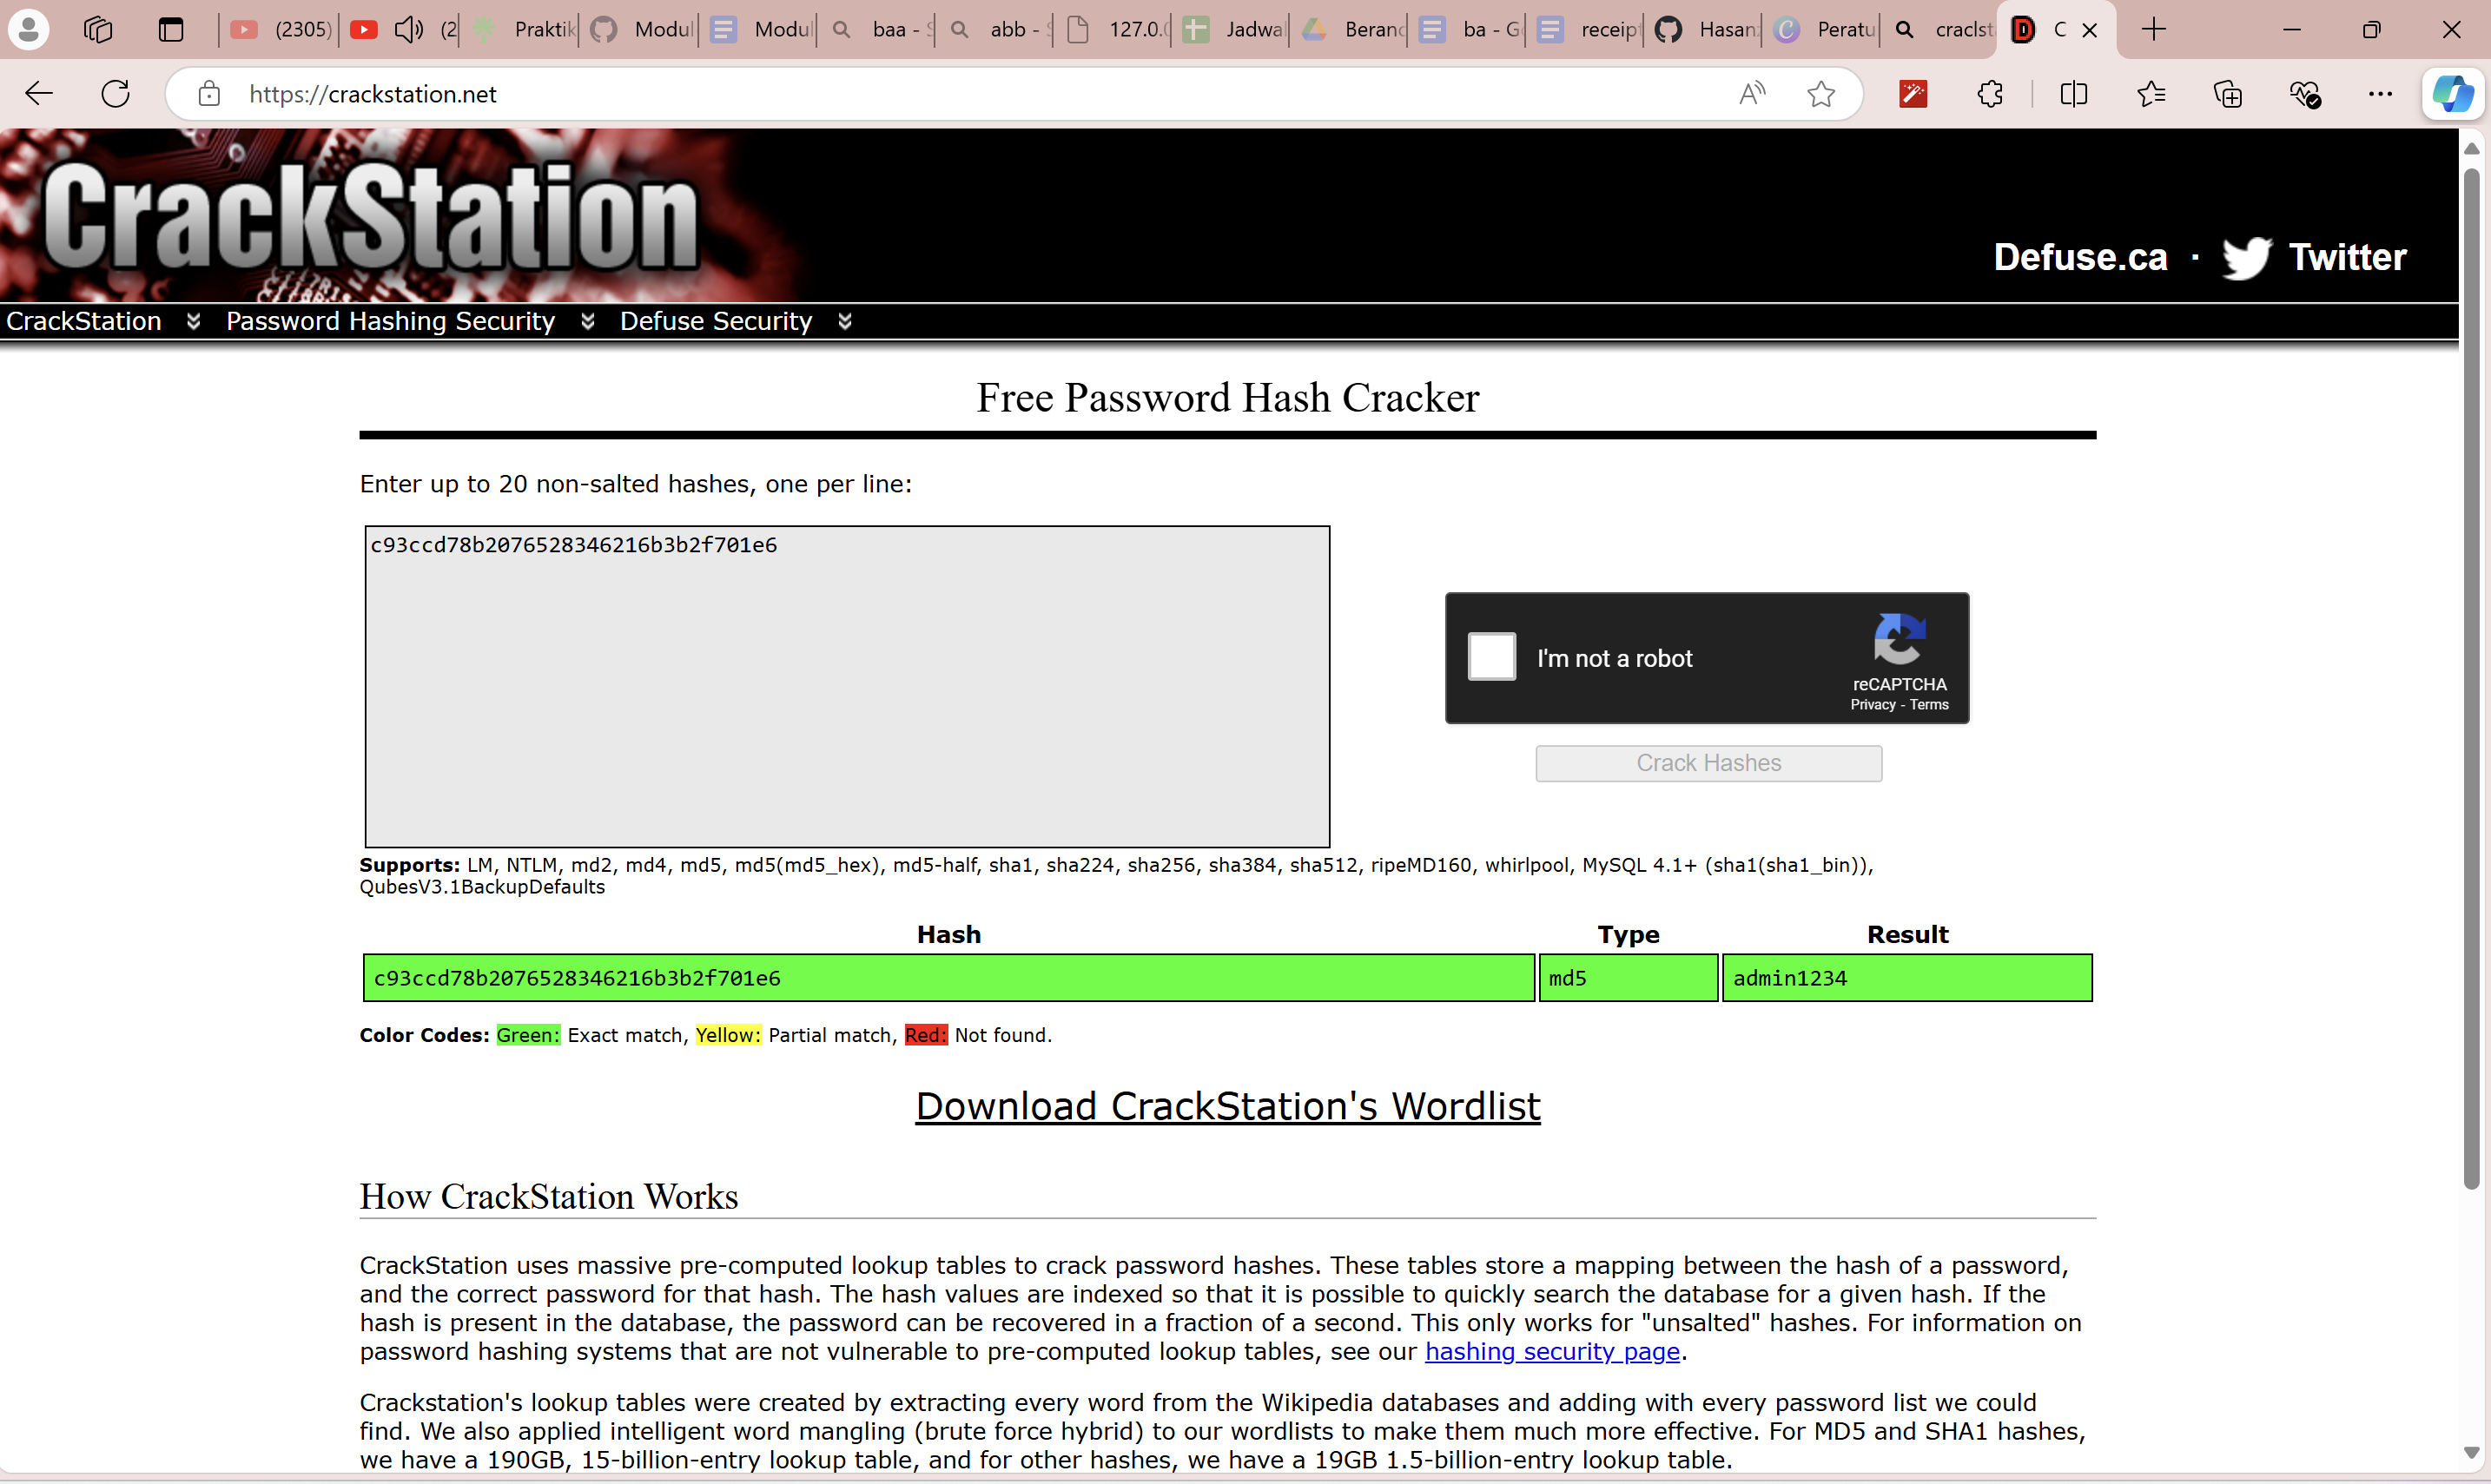 (2305)
(2
Praktik
Modul
Modul
baa - S
abb - S
127.0.0
Jadwal
Berand
ba - G
receip
Hasan
Peratu
craclst
C
https://crackstation.net
CrackStation
Defuse.ca · Twitter
CrackStation Password Hashing Security Defuse Security
Free Password Hash Cracker
Enter up to 20 non-salted hashes, one per line:
c93ccd78b2076528346216b3b2f701e6
I'm not a robot
reCAPTCHA
Privacy - Terms
Crack Hashes
Supports: LM, NTLM, md2, md4, md5, md5(md5_hex), md5-half, sha1, sha224, sha256, sha384, sha512, ripeMD160, whirlpool, MySQL 4.1+ (sha1(sha1_bin)),
QubesV3.1BackupDefaults
Hash Type Result
c93ccd78b2076528346216b3b2f701e6 md5 admin1234
Color Codes: Green: Exact match, Yellow: Partial match, Red: Not found.
Download CrackStation's Wordlist
How CrackStation Works
CrackStation uses massive pre-computed lookup tables to crack password hashes. These tables store a mapping between the hash of a password,
and the correct password for that hash. The hash values are indexed so that it is possible to quickly search the database for a given hash. If the
hash is present in the database, the password can be recovered in a fraction of a second. This only works for "unsalted" hashes. For information on
password hashing systems that are not vulnerable to pre-computed lookup tables, see our hashing security page.
Crackstation's lookup tables were created by extracting every word from the Wikipedia databases and adding with every password list we could
find. We also applied intelligent word mangling (brute force hybrid) to our wordlists to make them much more effective. For MD5 and SHA1 hashes,
we have a 190GB, 15-billion-entry lookup table, and for other hashes, we have a 19GB 1.5-billion-entry lookup table.